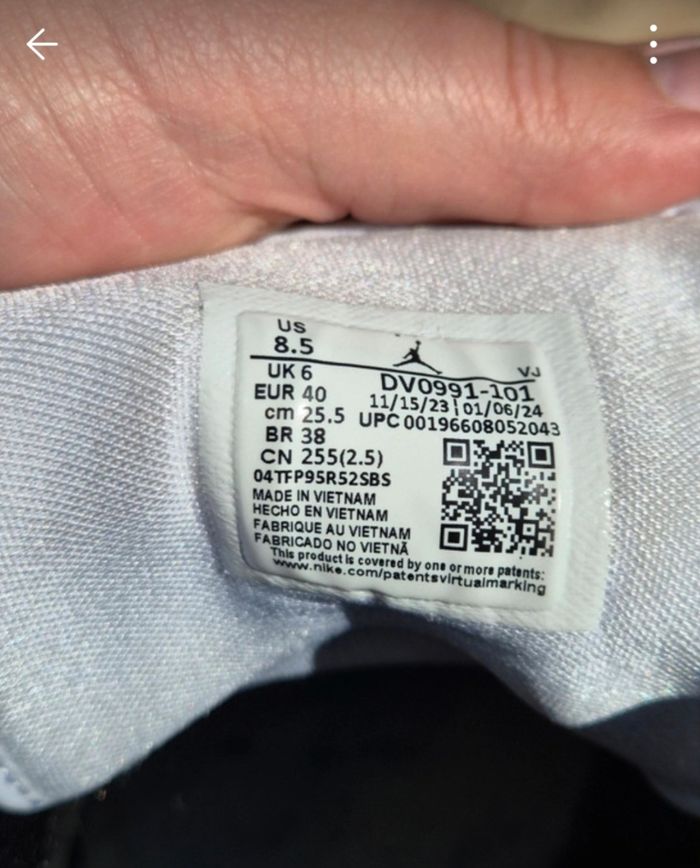 US
8.5
VJ
UK 6
DV0991-101
EUR 40
11/15/23 | 01/06/24
cm 25.5
UPC 00196608052043
BR 38
CN 255(2.5)
04TFP95R52SBS
MADE IN VIETNAM
HECHO EN VIETNAM
FABRIQUE AU VIETNAM
FABRICADO NO VIETNÃ
This product is covered by one or more patents:
www.nike.com/patentsvirtualmarking